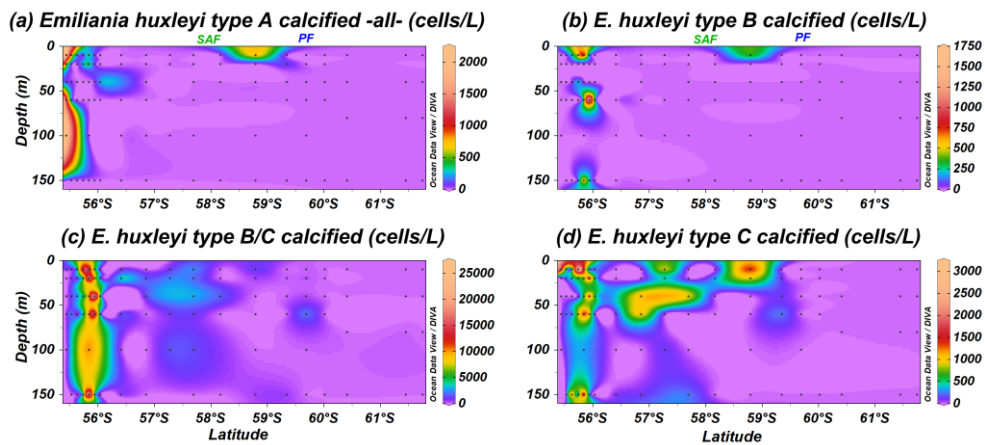 (a) Emiliania huxleyi type A calcified -all- (cells/L)
SAF PF
Depth (m)
0
50
100
150
56°S 57°S 58°S 59°S 60°S 61°S
2000
1500
1000
500
0
Ocean Data View / DIVA
(b) E. huxleyi type B (cells/L)
SAF PF
0
50
100
150
56°S 57°S 58°S 59°S 60°S 61°S
1750
1500
1250
1000
750
500
250
0
Ocean Data View / DIVA
(c) E. huxleyi type B/C calcified (cells/L)
Depth (m)
0
50
100
150
56°S 57°S 58°S 59°S 60°S 61°S
Latitude
25000
20000
15000
10000
5000
0
Ocean Data View / DIVA
(d) E. huxleyi type C calcified (cells/L)
0
50
100
150
56°S 57°S 58°S 59°S 60°S 61°S
Latitude
3000
2500
2000
1500
1000
500
0
Ocean Data View / DIVA